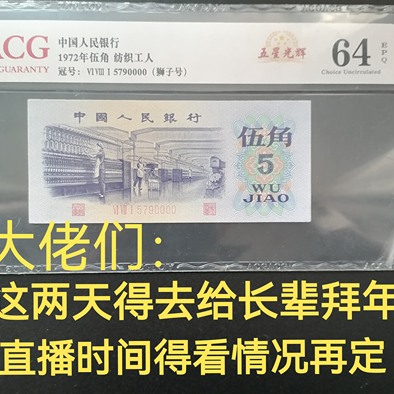 ACG
GUARANTY
中国人民银行
1972年伍角 纺织工人
冠号: VI VIII I 5790000 (狮子号)
五星光辉
64
EPQ
Choice Uncirculated
中国人民银行
伍角
5
WU
JIAO
VI VIII I 5790000
大佬们:
这两天得去给长辈拜年
直播时间得看情况再定